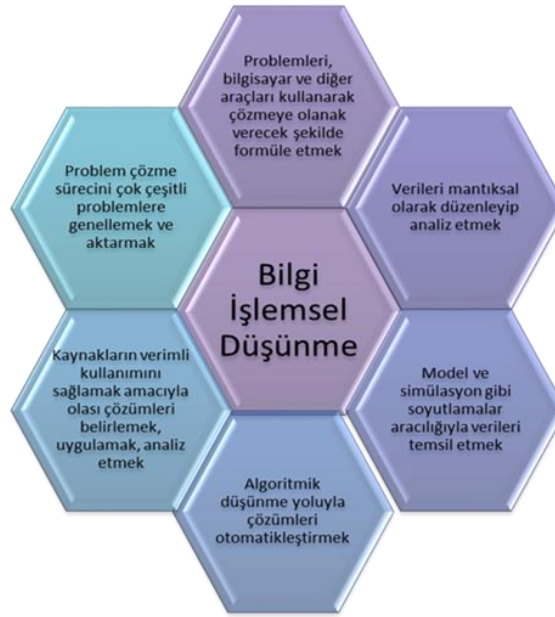 Problemleri,
bilgisayar ve diğer
araçları kullanarak
çözmeye olanak
verecek şekilde
formüle etmek
Verileri mantıksal
olarak düzenleyip
analiz etmek
Model ve
simülasyon gibi
soyutlamalar
aracılığıyla verileri
temsil etmek
Algoritmik
düşünme yoluyla
çözümleri
otomatikleştirmek
Kaynakların verimli
kullanımını
sağlamak amacıyla
olası çözümleri
belirlemek,
uygulamak, analiz
etmek
Problem çözme
sürecini çok çeşitli
problemlere
genellemek ve
aktarmak
Bilgi
İşlemsel
Düşünme